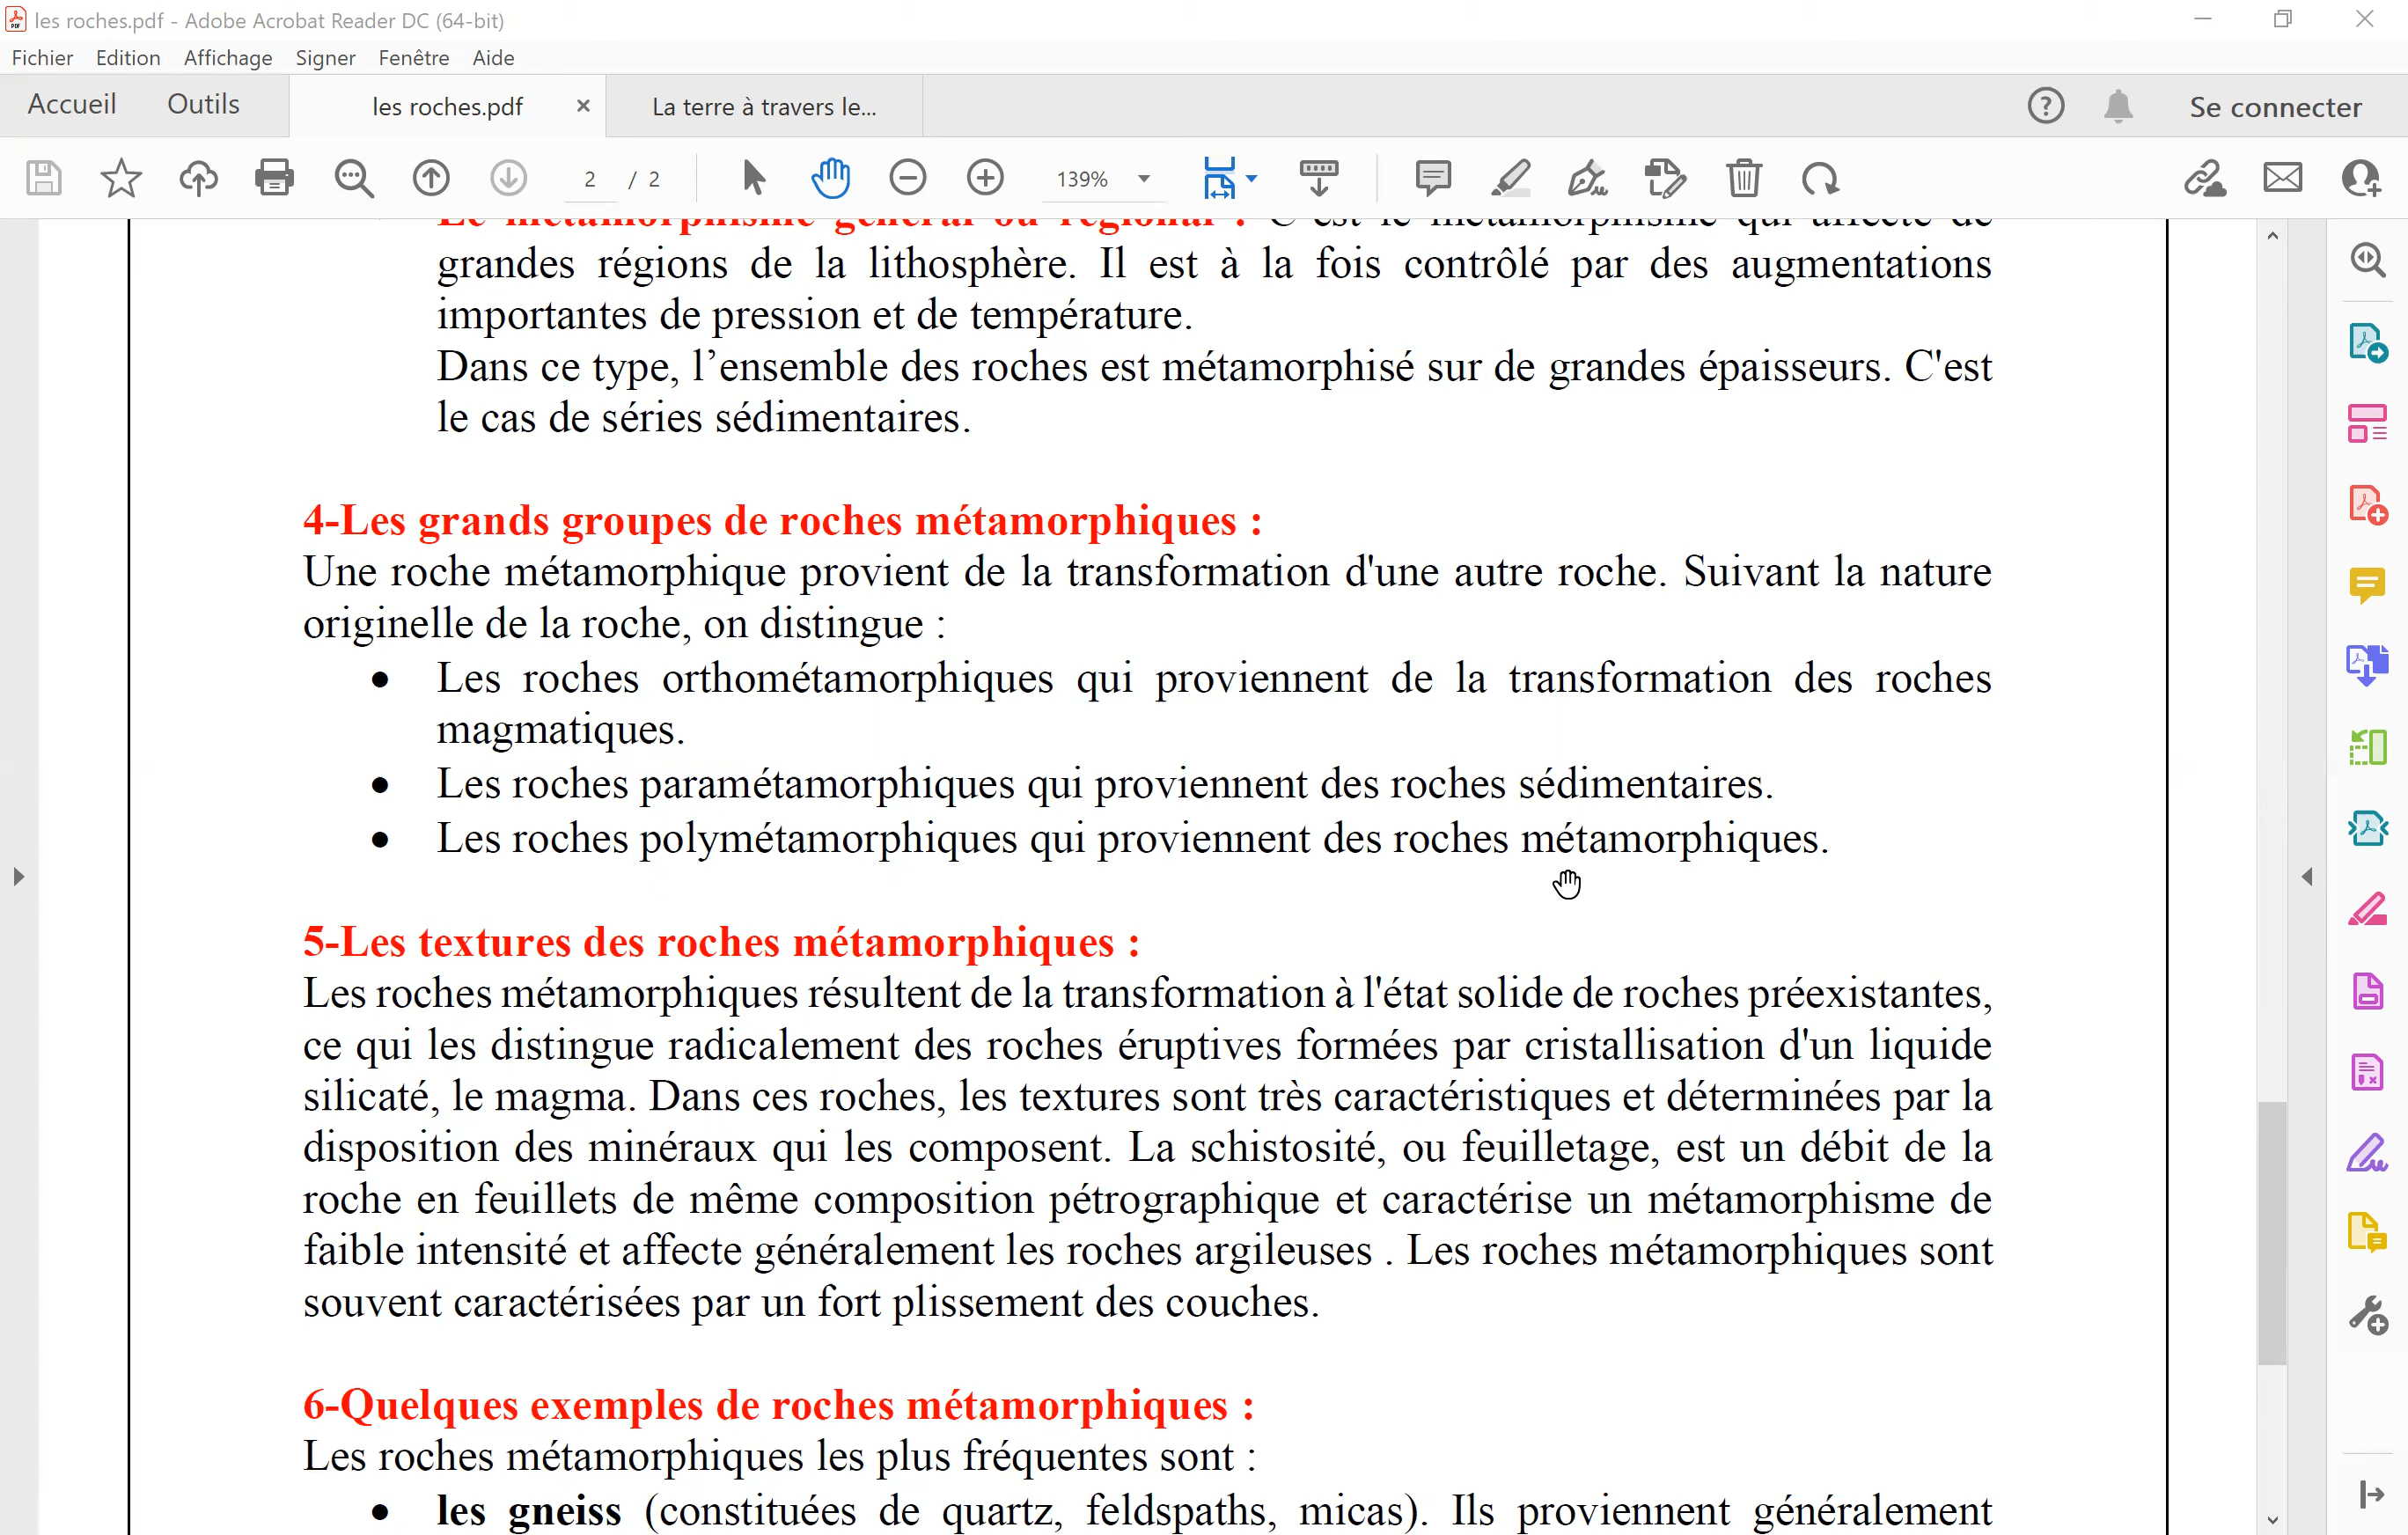 les roches.pdf - Adobe Acrobat Reader DC (64-bit)
Fichier Edition Affichage Signer Fenêtre Aide
Accueil Outils les roches.pdf La terre à travers le... Se connecter
2 / 2 139%
Le métamorphisme général ou régional : C'est le métamorphisme qui affecte de
grandes régions de la lithosphère. Il est à la fois contrôlé par des augmentations
importantes de pression et de température.
Dans ce type, l’ensemble des roches est métamorphisé sur de grandes épaisseurs. C'est
le cas de séries sédimentaires.
4-Les grands groupes de roches métamorphiques :
Une roche métamorphique provient de la transformation d'une autre roche. Suivant la nature
originelle de la roche, on distingue :
● Les roches orthométamorphiques qui proviennent de la transformation des roches
magmatiques.
● Les roches paramétamorphiques qui proviennent des roches sédimentaires.
● Les roches polymétamorphiques qui proviennent des roches métamorphiques.
5-Les textures des roches métamorphiques :
Les roches métamorphiques résultent de la transformation à l'état solide de roches préexistantes,
ce qui les distingue radicalement des roches éruptives formées par cristallisation d'un liquide
silicaté, le magma. Dans ces roches, les textures sont très caractéristiques et déterminées par la
disposition des minéraux qui les composent. La schistosité, ou feuilletage, est un débit de la
roche en feuillets de même composition pétrographique et caractérise un métamorphisme de
faible intensité et affecte généralement les roches argileuses . Les roches métamorphiques sont
souvent caractérisées par un fort plissement des couches.
6-Quelques exemples de roches métamorphiques :
Les roches métamorphiques les plus fréquentes sont :
● les gneiss (constituées de quartz, feldspaths, micas). Ils proviennent généralement